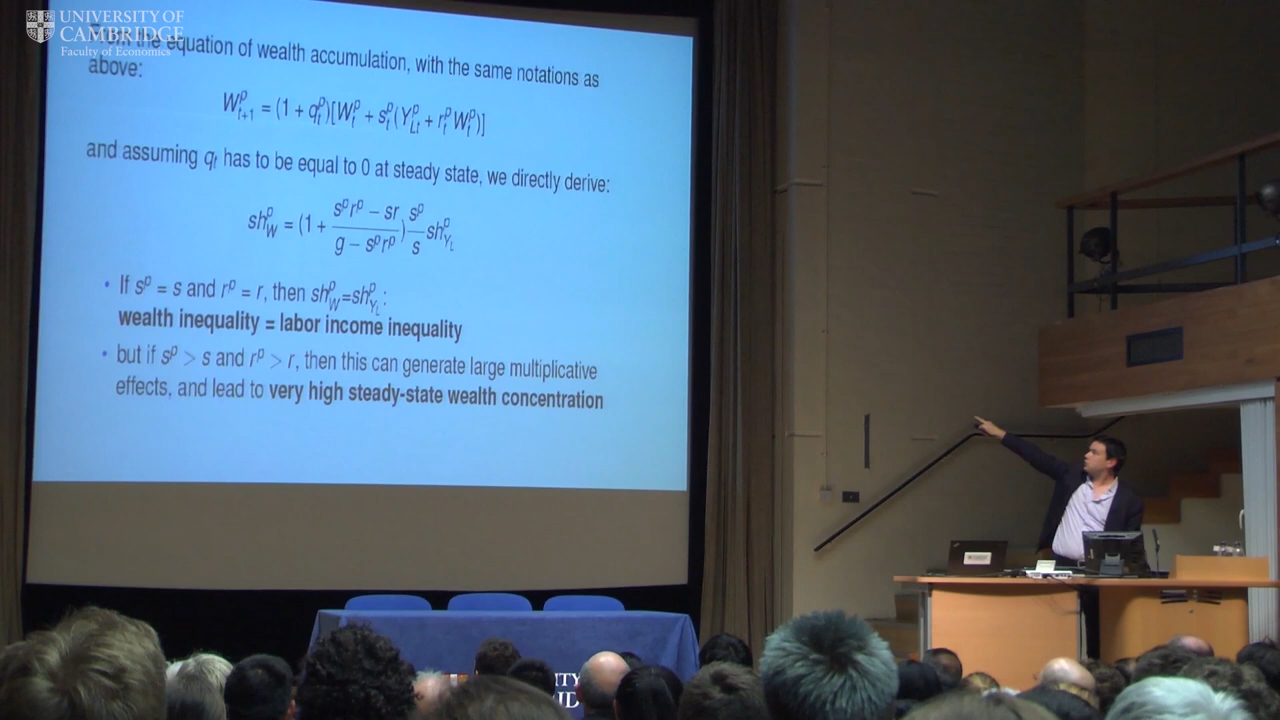 UNIVERSITY OF
CAMBRIDGE
Faculty of Economics
From the equation of wealth accumulation, with the same notations as
above:
W^p_{t+1} = (1 + q^p_t)[W^p_t + s^p_t(Y^p_{Lt} + r^p_t W^p_t)]
and assuming q_t has to be equal to 0 at steady state, we directly derive:
sh^p_W = (1 + \frac{s^p r^p − sr}{g − s^p r^p})\frac{s^p}{s} sh^p_{Y_L}
• If s^p = s and r^p = r, then sh^p_W=sh^p_{Y_L}:
wealth inequality = labor income inequality
• but if s^p > s and r^p > r, then this can generate large multiplicative
effects, and lead to very high steady-state wealth concentration